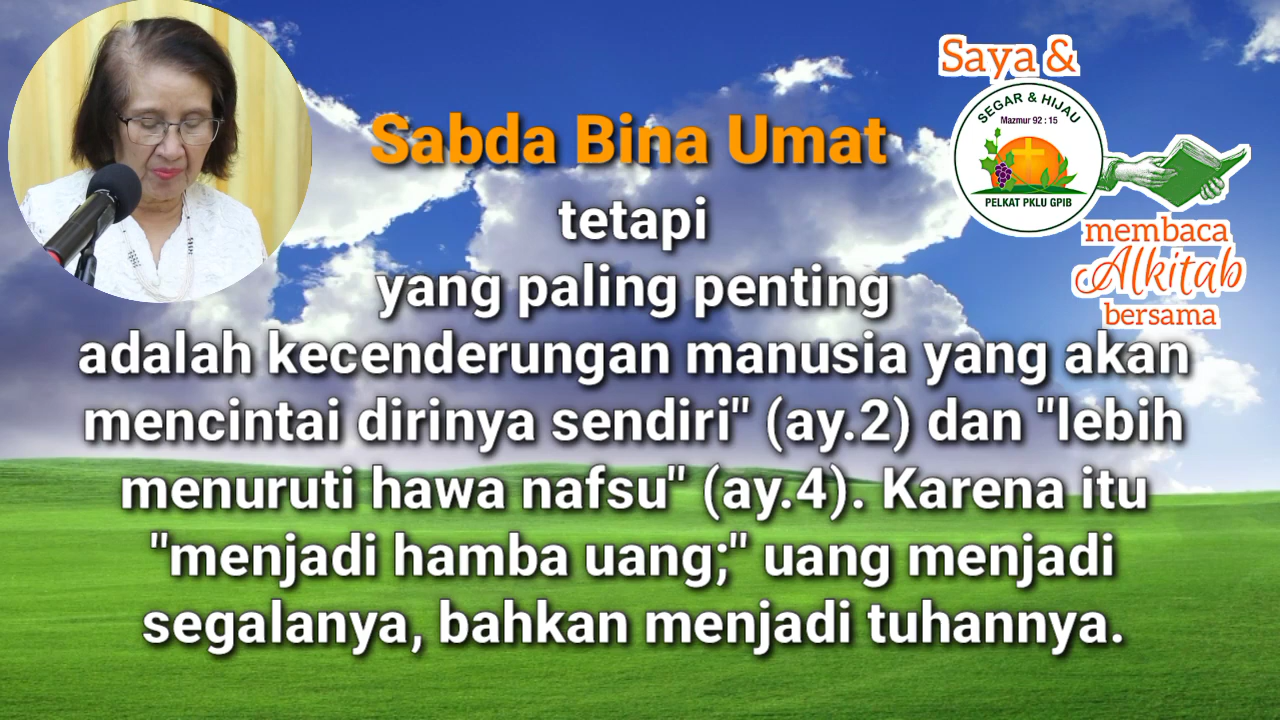 Saya &
SEGAR & HIJAU
Mazmur 92 : 15
PELKAT PKLU GPIB
membaca
Alkitab
bersama
Sabda Bina Umat
tetapi
yang paling penting
adalah kecenderungan manusia yang akan
mencintai dirinya sendiri" (ay.2) dan "lebih
menuruti hawa nafsu" (ay.4). Karena itu
"menjadi hamba uang;" uang menjadi
segalanya, bahkan menjadi tuhannya.